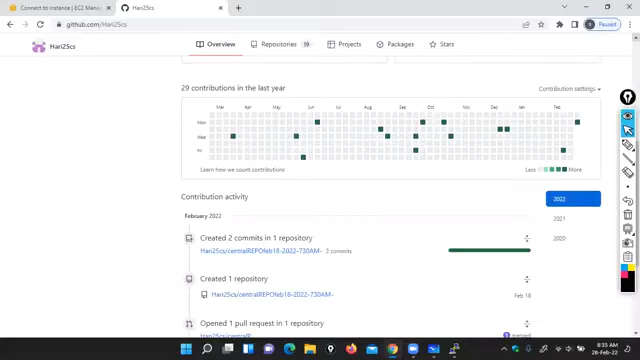 Connect to instance | EC2 Manag
Hari25cs
github.com/Hari25cs
Paused
Hari25cs
Overview
Repositories 19
Projects
Packages
Stars
29 contributions in the last year
Contribution settings
Mar Apr May Jun Jul Aug Sep Oct Nov Dec Jan Feb
Mon
Wed
Fri
Learn how we count contributions
Less
More
Contribution activity
2022
2021
2020
February 2022
Created 2 commits in 1 repository
Hari25cs/centralREPOfeb18-2022-730AM- 2 commits
Created 1 repository
Hari25cs/centralREPOfeb18-2022-730AM-
Feb 18
Opened 1 pull request in 1 repository
1 merged
8:35 AM
28-Feb-22